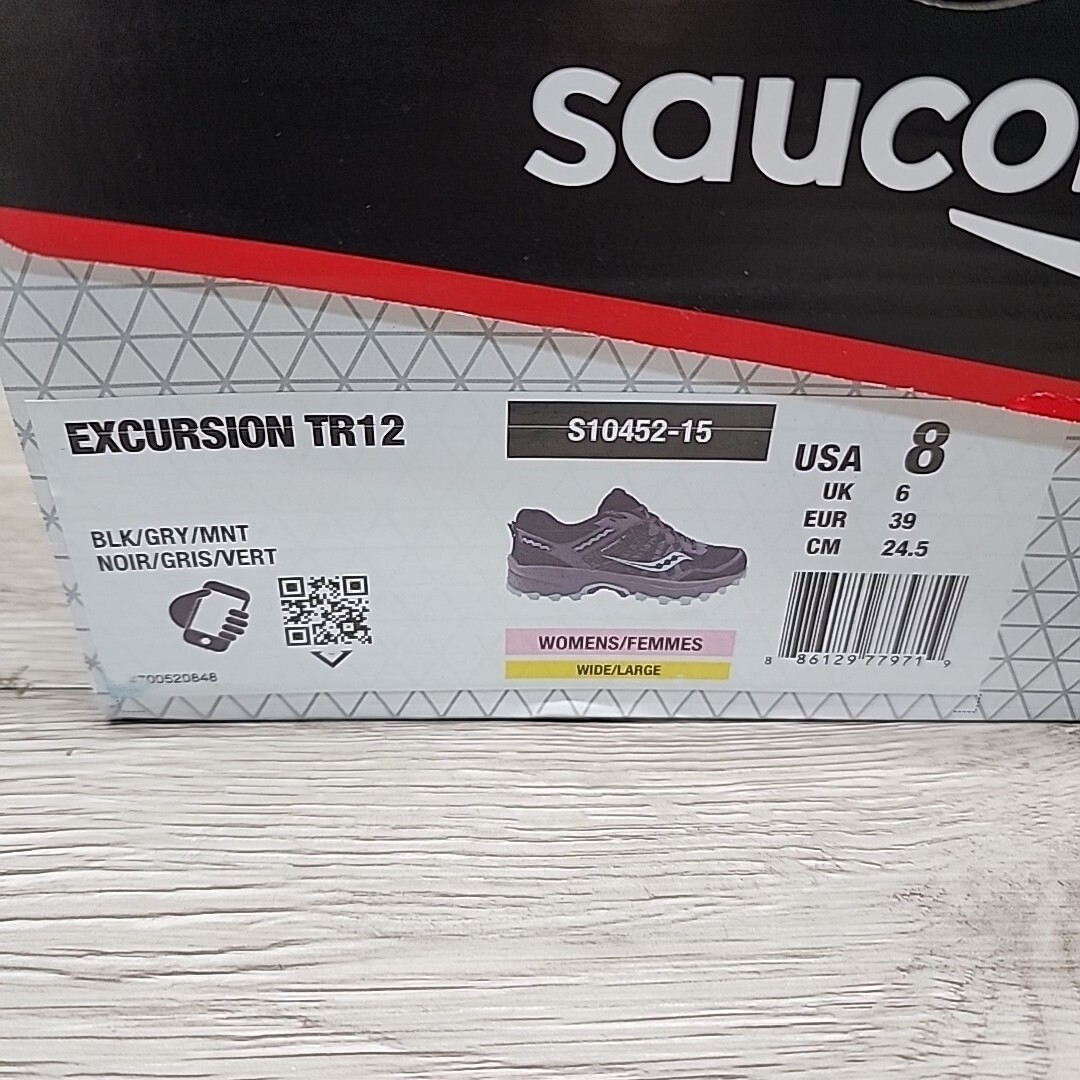 saucon
EXCURSION TR12
S10452-15
USA 8
UK 6
EUR 39
CM 24.5
BLK/GRY/MNT
NOIR/GRIS/VERT
WOMENS/FEMMES
WIDE/LARGE
8 86129 77971 9
4700520848